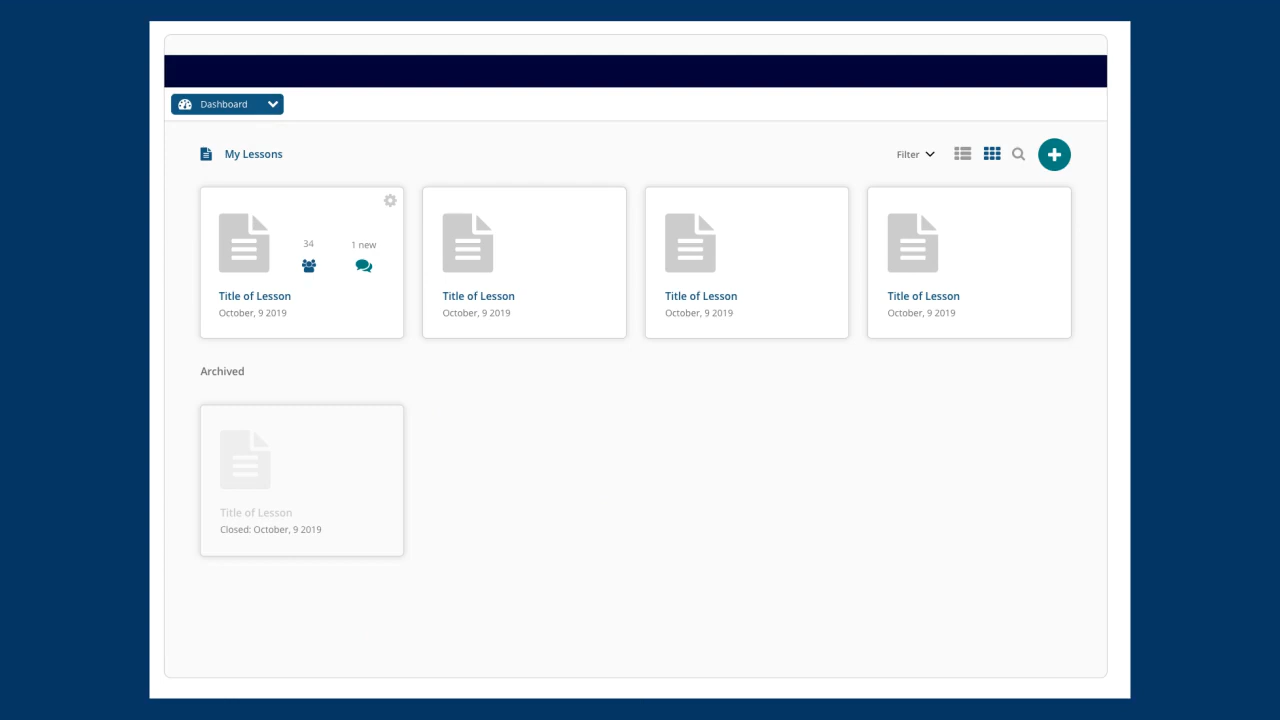 Dashboard
My Lessons
Filter
34
1 new
Title of Lesson
October, 9 2019
Title of Lesson
October, 9 2019
Title of Lesson
October, 9 2019
Title of Lesson
October, 9 2019
Archived
Title of Lesson
Closed: October, 9 2019